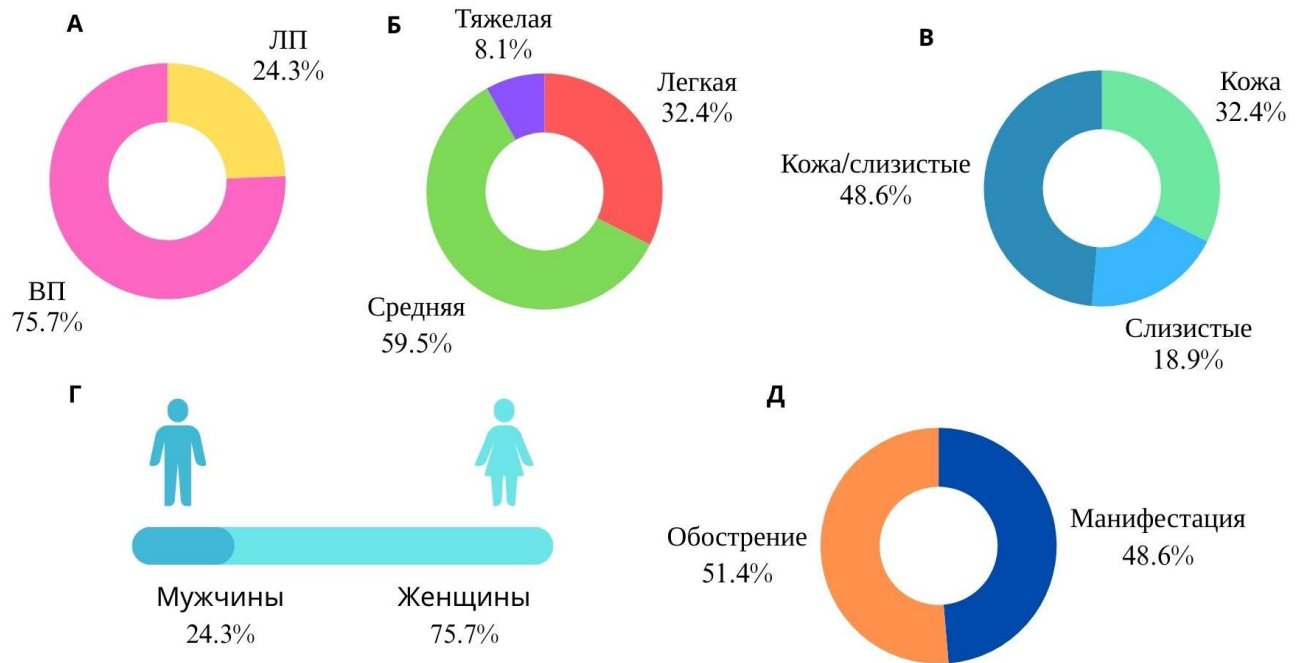 А
ЛП
24.3%
ВП
75.7%
Б
Тяжелая
8.1%
Легкая
32.4%
Средняя
59.5%
В
Кожа
32.4%
Кожа/слизистые
48.6%
Слизистые
18.9%
Г
Мужчины
24.3%
Женщины
75.7%
Д
Обострение
51.4%
Манифестация
48.6%